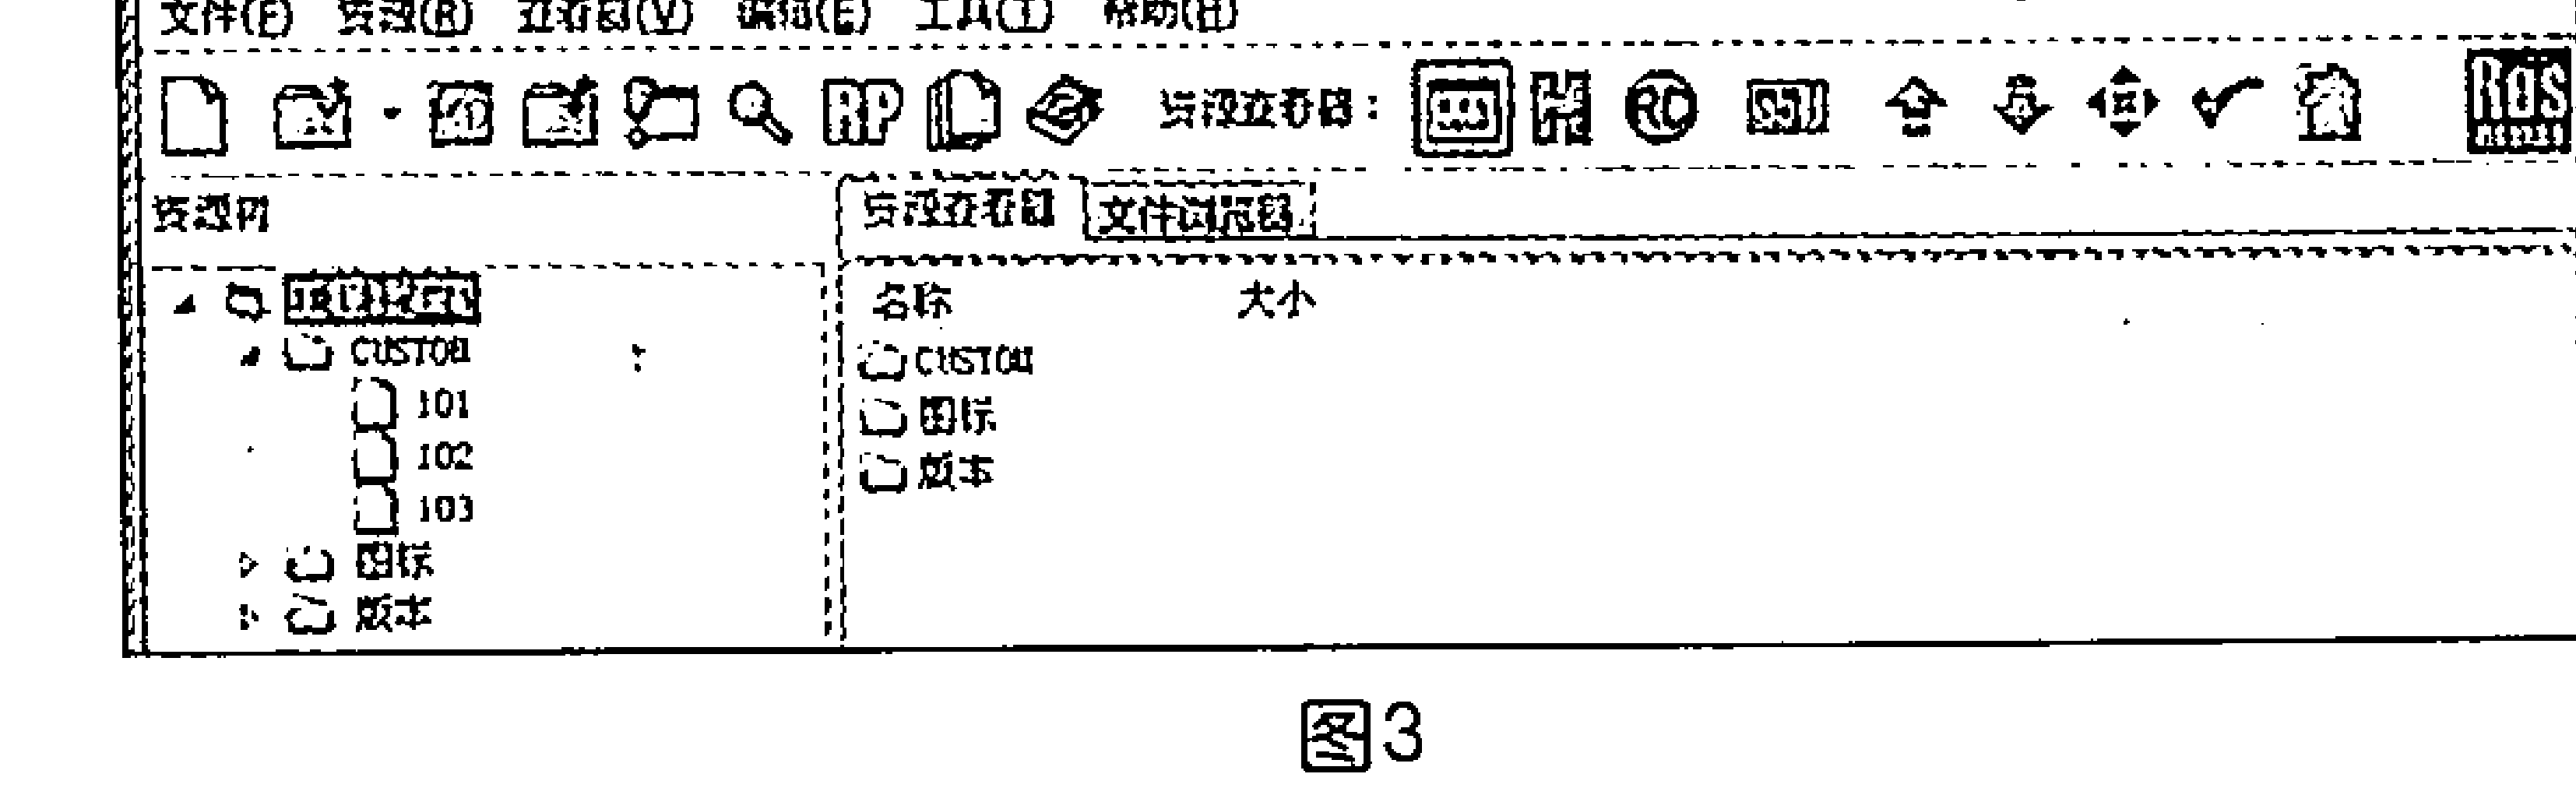 文件(F) 资源(R) 查看器(V) 编辑(E) 工具(T) 帮助(H)
RP 资源查看器: RC
资源树
资源查看器 文件浏览器
名称 大小
CUSTOM
101
102
103
图标
版本
CUSTOM
图标
版本
图3